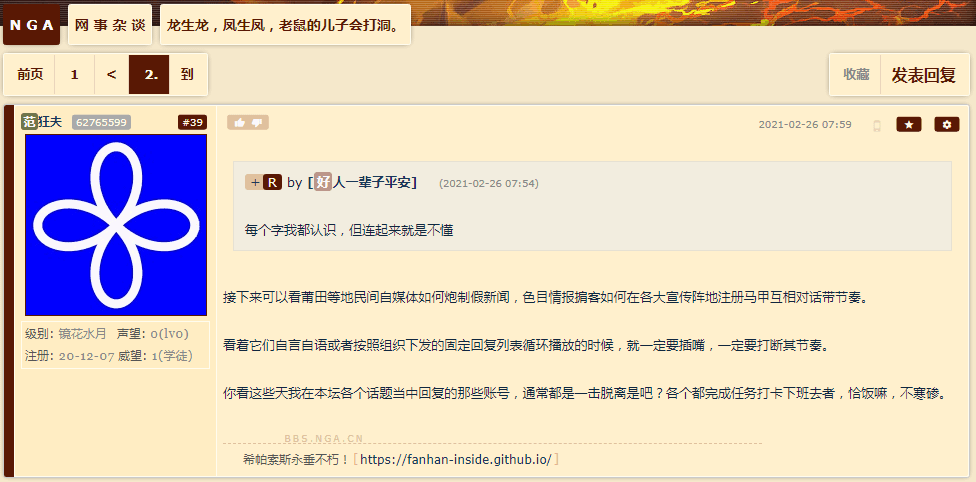 NGA 网事杂谈 龙生龙，凤生凤，老鼠的儿子会打洞。
前页 1 < 2. 到 收藏 发表回复
范狂夫 62765599 #39 2021-02-26 07:59
+ R by [好人一辈子平安] (2021-02-26 07:54)
每个字我都认识，但连起来就是不懂
接下来可以看莆田等地民间自媒体如何炮制假新闻，色目情报掮客如何在各大宣传阵地注册马甲互相对话带节奏。
看着它们自言自语或者按照组织下发的固定回复列表循环播放的时候，就一定要插嘴，一定要打断其节奏。
你看这些天我在本坛各个话题当中回复的那些账号，通常都是一击脱离是吧？各个都完成任务打卡下班去者，恰饭嘛，不寒碜。
级别: 镜花水月 声望: 0(lv0)
注册: 20-12-07 威望: 1(学徒)
BBS.NGA.CN
希帕索斯永垂不朽！[ https://fanhan-inside.github.io/ ]